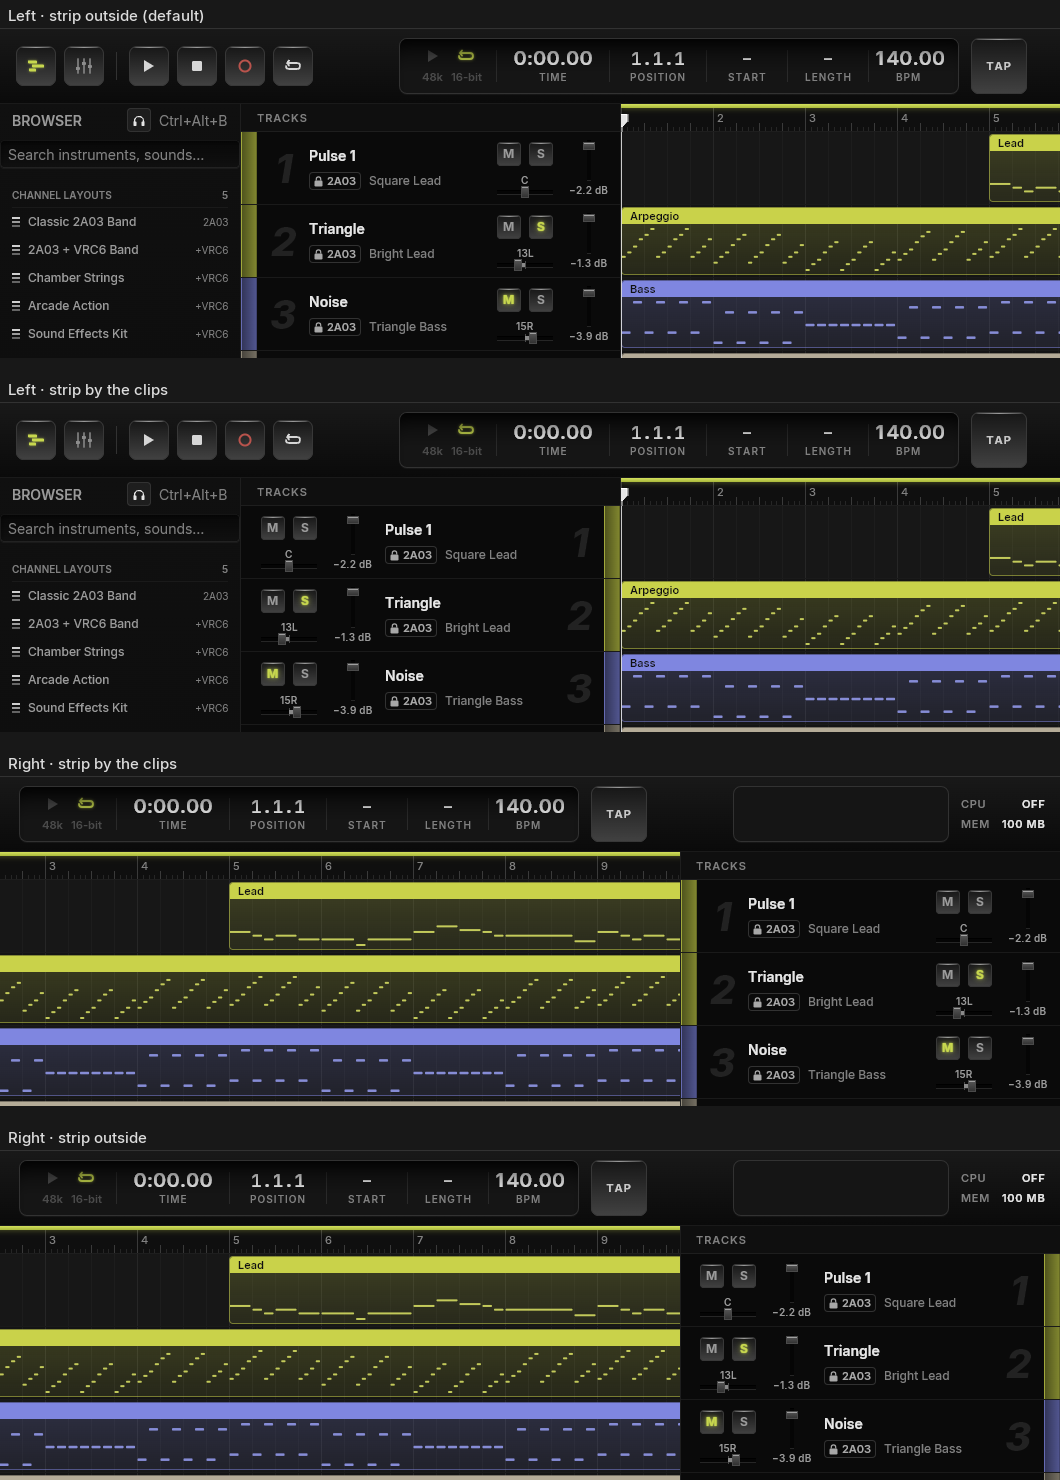 Left · strip outside (default)
48k 16-bit
0:00.00 1.1.1 – – 140.00
TIME POSITION START LENGTH BPM
TAP
BROWSER Ctrl+Alt+B
Search instruments, sounds...
CHANNEL LAYOUTS 5
Classic 2A03 Band 2A03
2A03 + VRC6 Band +VRC6
Chamber Strings +VRC6
Arcade Action +VRC6
Sound Effects Kit +VRC6
TRACKS
1 Pulse 1 M S
2A03 Square Lead C −2.2 dB
2 Triangle M S
2A03 Bright Lead 13L −1.3 dB
3 Noise M S
2A03 Triangle Bass 15R −3.9 dB
2 3 4 5
Lead
Arpeggio
Bass
Left · strip by the clips
48k 16-bit
0:00.00 1.1.1 – – 140.00
TIME POSITION START LENGTH BPM
TAP
BROWSER Ctrl+Alt+B
Search instruments, sounds...
CHANNEL LAYOUTS 5
Classic 2A03 Band 2A03
2A03 + VRC6 Band +VRC6
Chamber Strings +VRC6
Arcade Action +VRC6
Sound Effects Kit +VRC6
TRACKS
M S Pulse 1 1
C −2.2 dB 2A03 Square Lead
M S Triangle 2
13L −1.3 dB 2A03 Bright Lead
M S Noise 3
15R −3.9 dB 2A03 Triangle Bass
2 3 4 5
Lead
Arpeggio
Bass
Right · strip by the clips
48k 16-bit
0:00.00 1.1.1 – – 140.00
TIME POSITION START LENGTH BPM
TAP
CPU OFF
MEM 100 MB
3 4 5 6 7 8 9
Lead
TRACKS
1 Pulse 1 M S
2A03 Square Lead C −2.2 dB
2 Triangle M S
2A03 Bright Lead 13L −1.3 dB
3 Noise M S
2A03 Triangle Bass 15R −3.9 dB
Right · strip outside
48k 16-bit
0:00.00 1.1.1 – – 140.00
TIME POSITION START LENGTH BPM
TAP
CPU OFF
MEM 100 MB
3 4 5 6 7 8 9
Lead
TRACKS
M S Pulse 1 1
C −2.2 dB 2A03 Square Lead
M S Triangle 2
13L −1.3 dB 2A03 Bright Lead
M S Noise 3
15R −3.9 dB 2A03 Triangle Bass